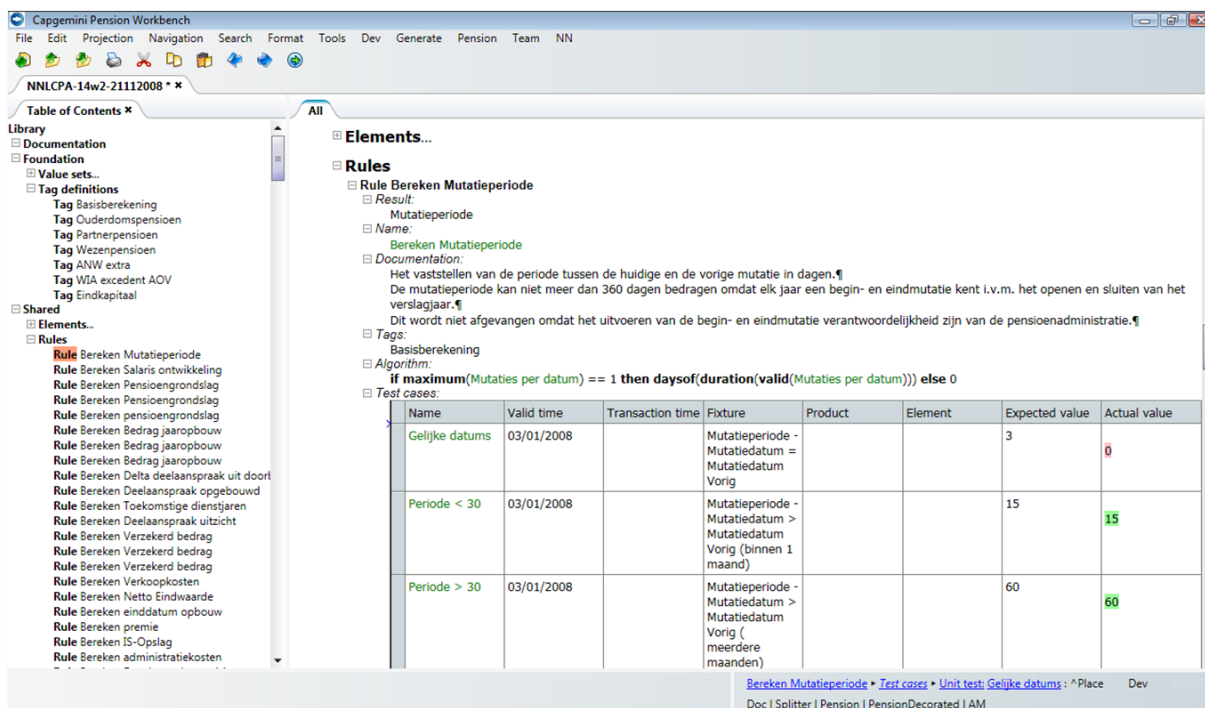 Capgemini Pension Workbench
File Edit Projection Navigation Search Format Tools Dev Generate Pension Team NN
NNLCPA-14w2-21112008 *
Table of Contents
Library
Documentation
Foundation
Value sets...
Tag definitions
Tag Basisberekening
Tag Ouderdomspensioen
Tag Partnerpensioen
Tag Wezenpensioen
Tag ANW extra
Tag WIA excedent AOV
Tag Eindkapitaal
Shared
Elements...
Rules
Rule Bereken Mutatieperiode
Rule Bereken Salaris ontwikkeling
Rule Bereken Pensioengrondslag
Rule Bereken Pensioengrondslag
Rule Bereken pensioengrondslag
Rule Bereken Bedrag jaaropbouw
Rule Bereken Bedrag jaaropbouw
Rule Bereken Bedrag jaaropbouw
Rule Bereken Delta deelaanspraak uit
Rule Bereken Deelaanspraak opgebouwd
Rule Bereken Toekomstige dienstjaren
Rule Bereken Deelaanspraak uitzicht
Rule Bereken Verzekerd bedrag
Rule Bereken Verzekerd bedrag
Rule Bereken Verzekerd bedrag
Rule Bereken Verkoopkosten
Rule Bereken Netto Eindwaarde
Rule Bereken einddatum opbouw
Rule Bereken premie
Rule Bereken IS-Opslag
Rule Bereken administratiekosten
All
Elements...
Rules
Rule Bereken Mutatieperiode
Result:
Mutatieperiode
Name:
Bereken Mutatieperiode
Documentation:
Het vaststellen van de periode tussen de huidige en de vorige mutatie in dagen.¶
De mutatieperiode kan niet meer dan 360 dagen bedragen omdat elk jaar een begin- en eindmutatie kent i.v.m. het openen en sluiten van het
verslagjaar.¶
Dit wordt niet afgevangen omdat het uitvoeren van de begin- en eindmutatie verantwoordelijkheid zijn van de pensioenadministratie.¶
Tags:
Basisberekening
Algorithm:
if maximum(Mutaties per datum) == 1 then daysof(duration(valid(Mutaties per datum))) else 0
Test cases:
Name Valid time Transaction time Fixture Product Element Expected value Actual value
Gelijke datums 03/01/2008 Mutatieperiode - 3
Mutatiedatum = 0
Mutatiedatum
Vorig
Periode < 30 03/01/2008 Mutatieperiode - 15
Mutatiedatum > 15
Mutatiedatum
Vorig (binnen 1
maand)
Periode > 30 03/01/2008 Mutatieperiode - 60
Mutatiedatum > 60
Mutatiedatum
Vorig (
meerdere
maanden)
Bereken Mutatieperiode ‣ Test cases ‣ Unit test: Gelijke datums : ^Place Dev
Doc | Splitter | Pension | PensionDecorated | AM